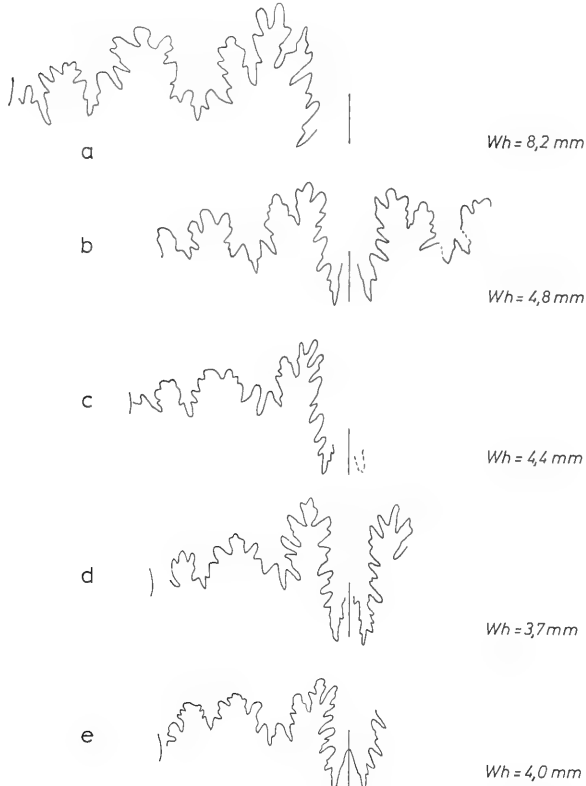 a
Wh = 8,2 mm
b
Wh = 4,8 mm
c
Wh = 4,4 mm
d
Wh = 3,7 mm
e
Wh = 4,0 mm